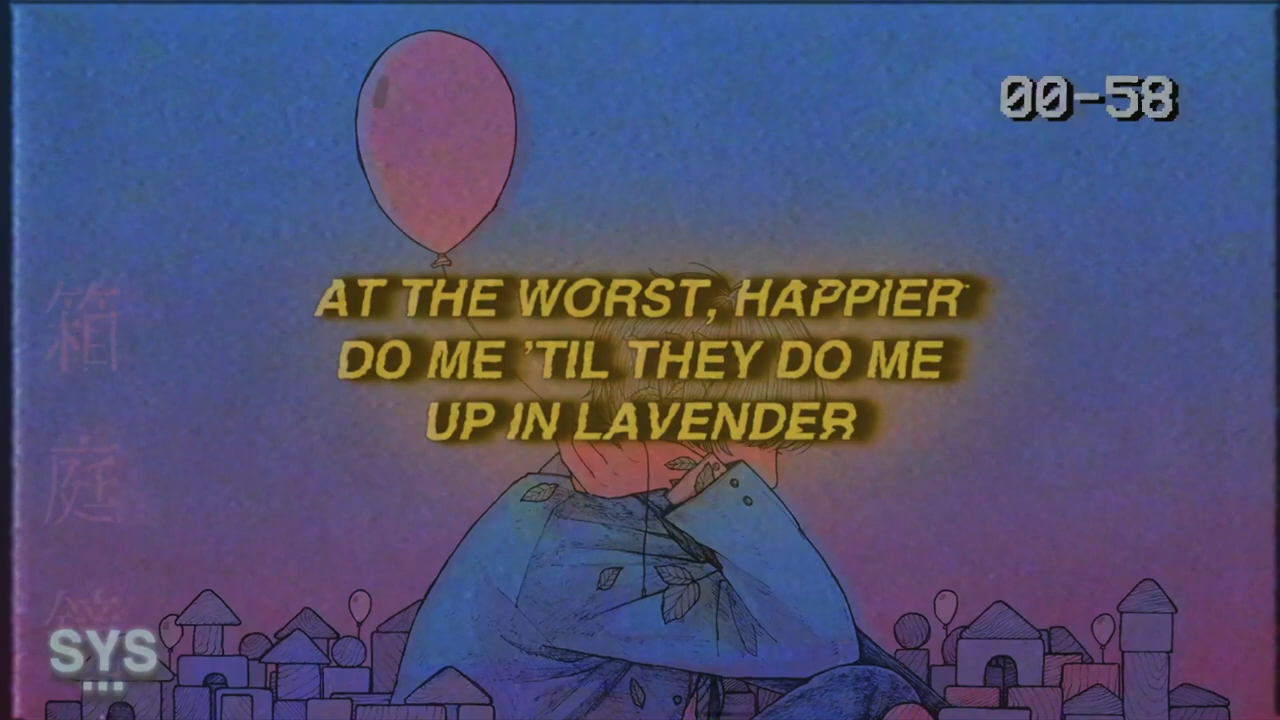 00-58
AT THE WORST, HAPPIER
DO ME 'TIL THEY DO ME
UP IN LAVENDER
箱
庭
SYS